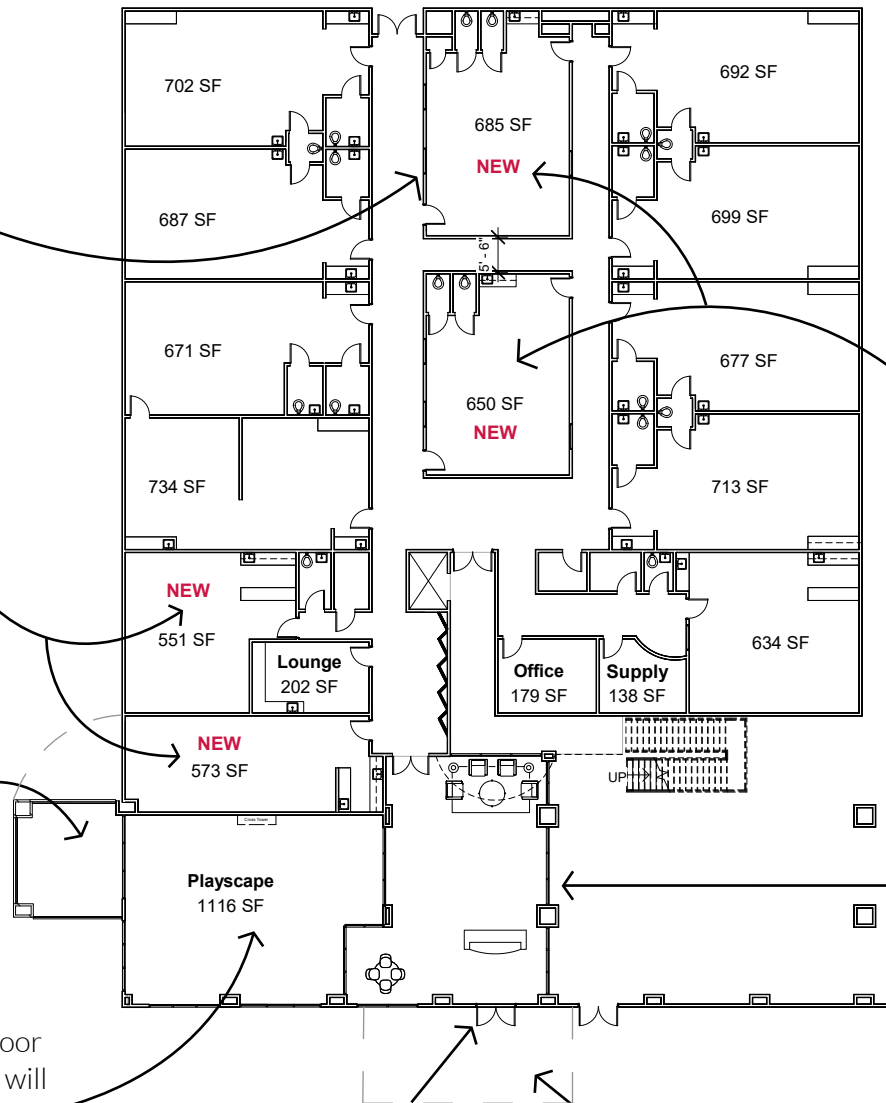 702 SF
692 SF
685 SF
NEW
687 SF
699 SF
5' - 6"
671 SF
677 SF
650 SF
NEW
734 SF
713 SF
NEW
551 SF
634 SF
Lounge
202 SF
Office
179 SF
Supply
138 SF
NEW
573 SF
UP
Cross Tower
Playscape
1116 SF
oor
will